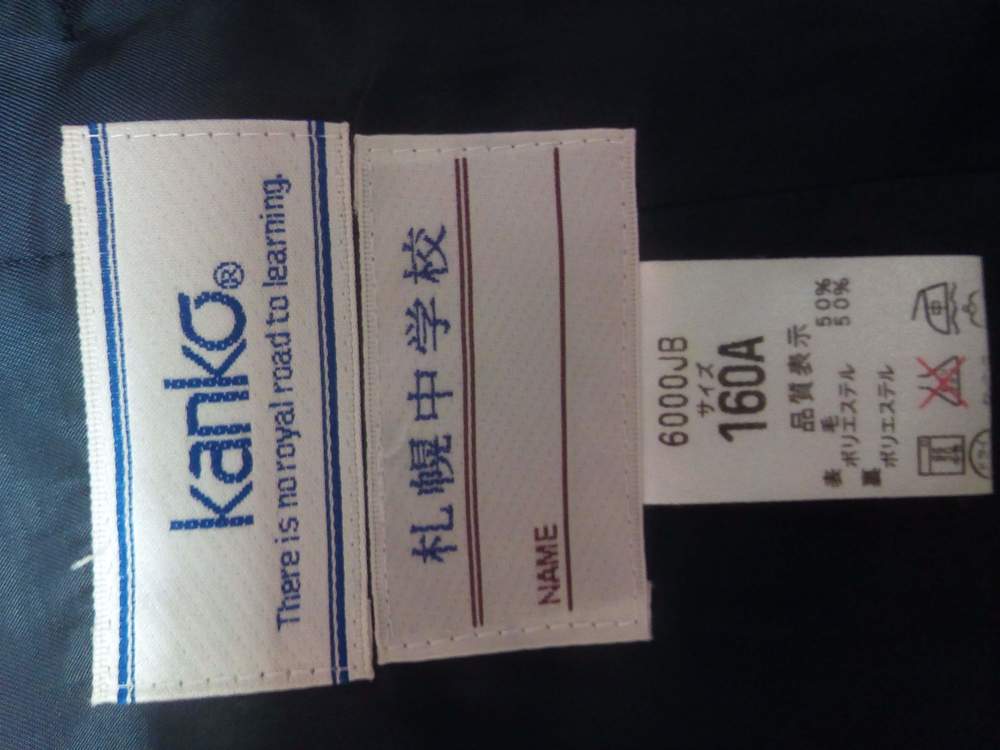 kanko®
There is no royal road to learning.
札幌中学校
NAME
6000JB
サイズ
160A
品質表示
表 毛 50%
ポリエステル 50%
裏 ポリエステル